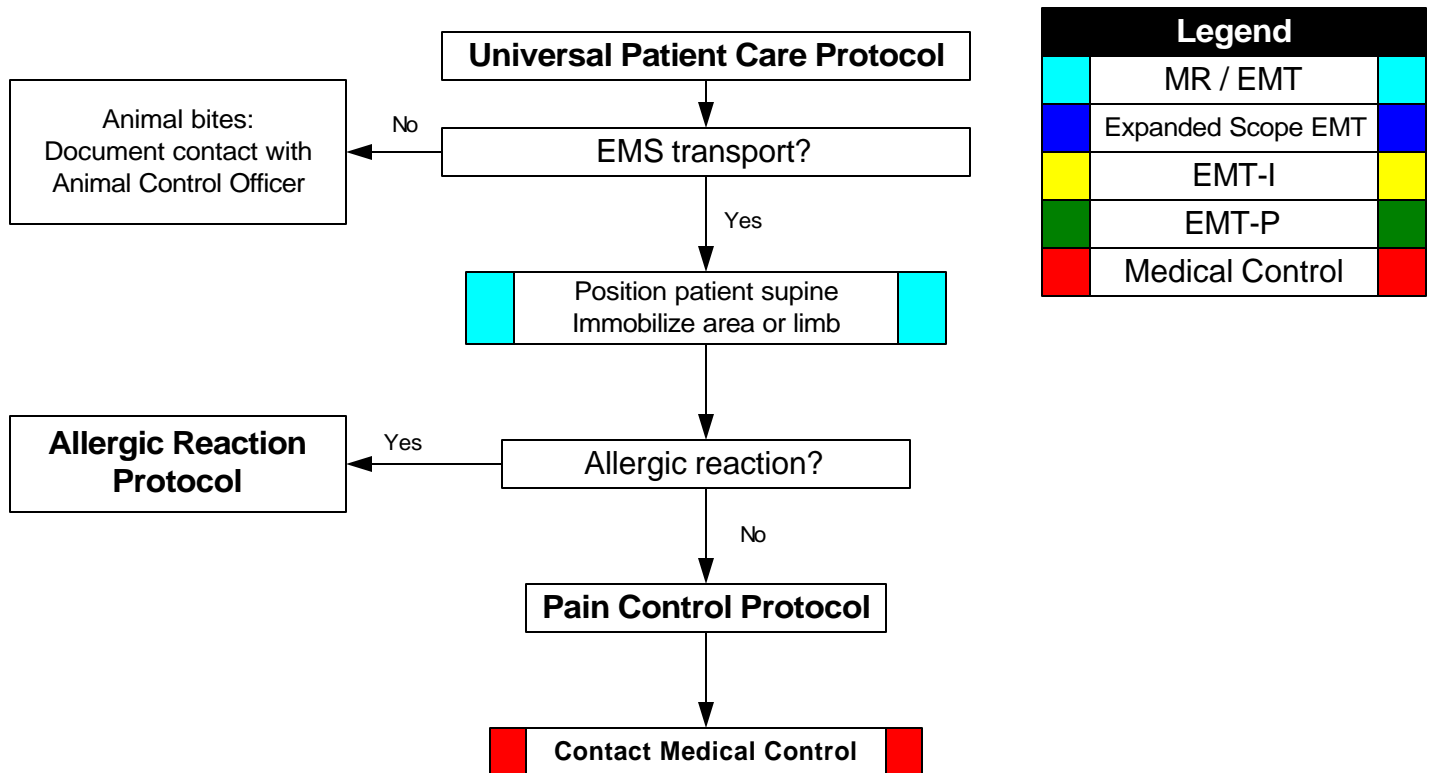 Universal Patient Care Protocol
Legend
MR / EMT
Expanded Scope EMT
EMT-I
EMT-P
Medical Control
Animal bites:
Document contact with
Animal Control Officer
No
EMS transport?
Yes
Position patient supine
Immobilize area or limb
Allergic Reaction
Protocol
Yes
Allergic reaction?
No
Pain Control Protocol
Contact Medical Control